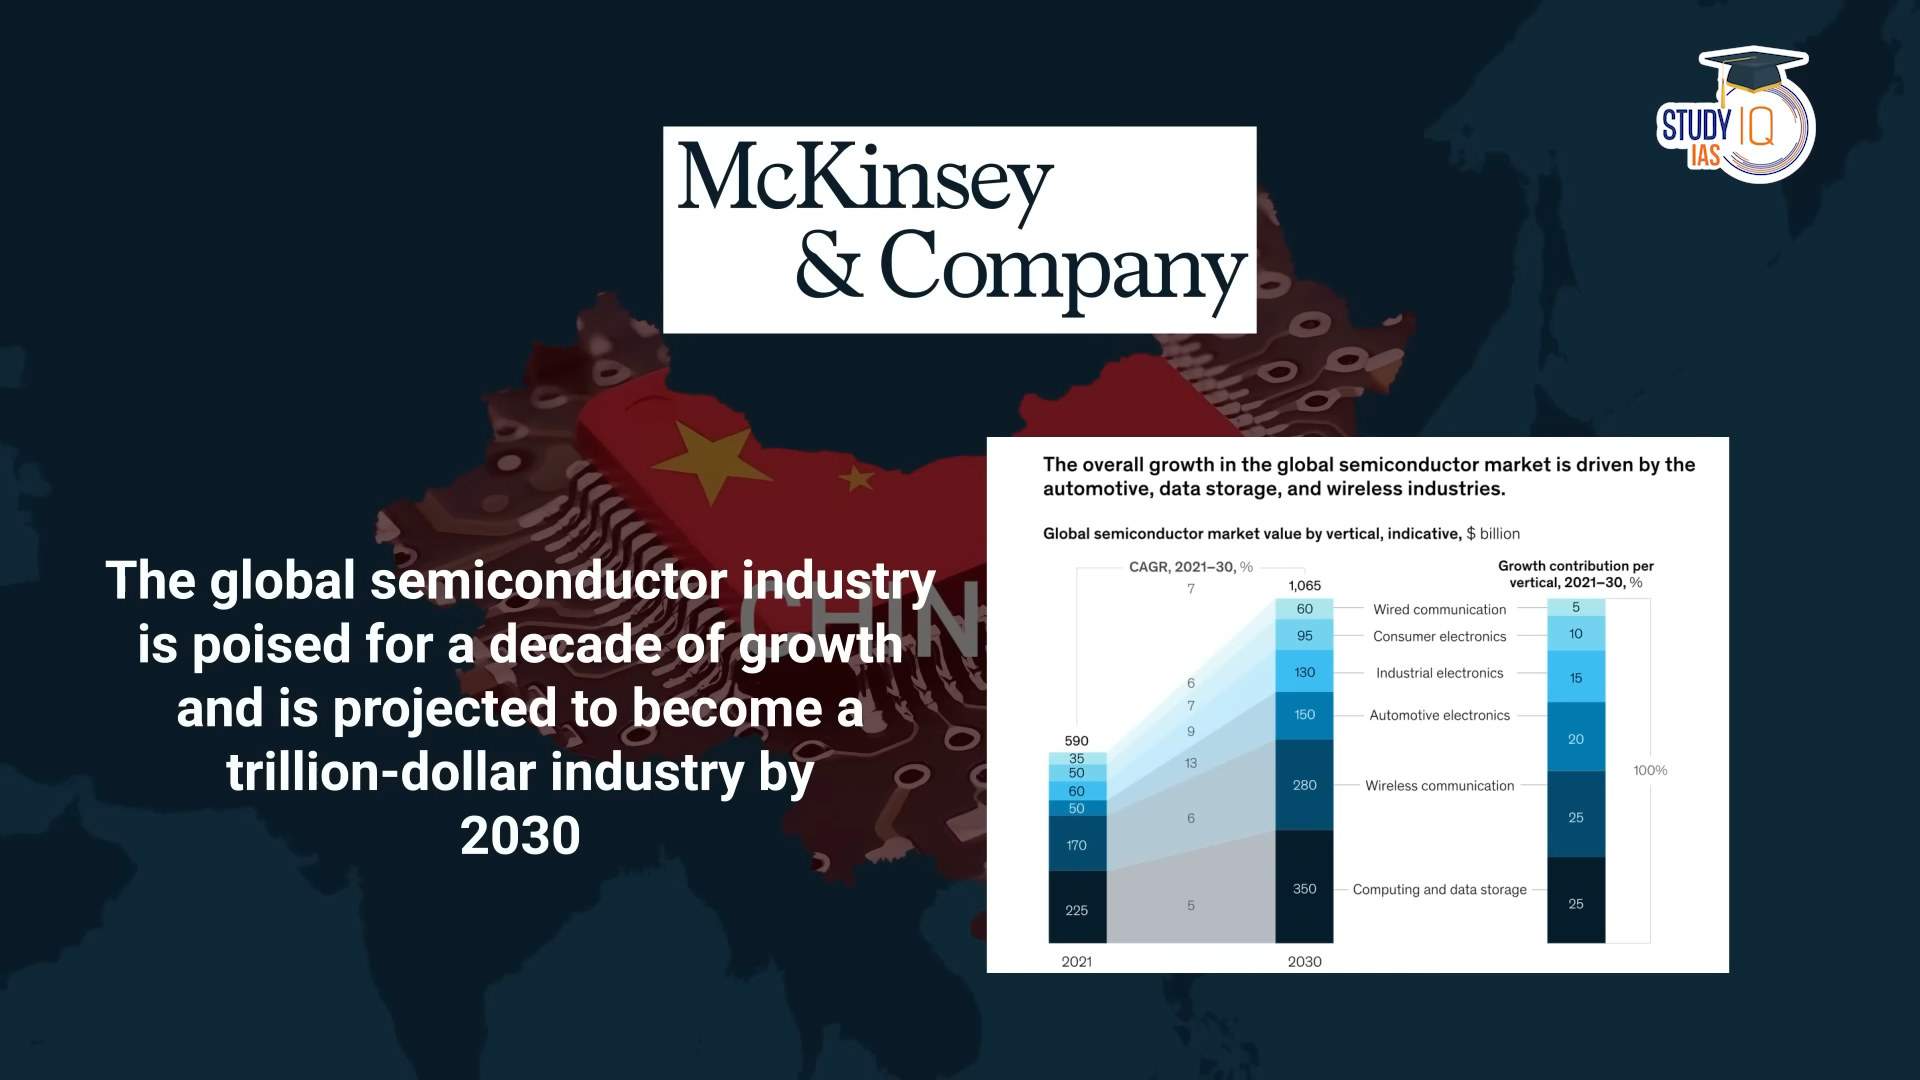 STUDY IQ
IAS
McKinsey
& Company
The global semiconductor industry
is poised for a decade of growth
and is projected to become a
trillion-dollar industry by
2030
CHIN
The overall growth in the global semiconductor market is driven by the
automotive, data storage, and wireless industries.
Global semiconductor market value by vertical, indicative, $ billion
CAGR, 2021–30, %
7
1,065
Growth contribution per
vertical, 2021–30, %
60 Wired communication 5
95 Consumer electronics 10
130 Industrial electronics 15
150 Automotive electronics 20
280 Wireless communication 25
350 Computing and data storage 25
100%
6
7
9
13
6
5
590
35
50
60
50
170
225
2021
2030